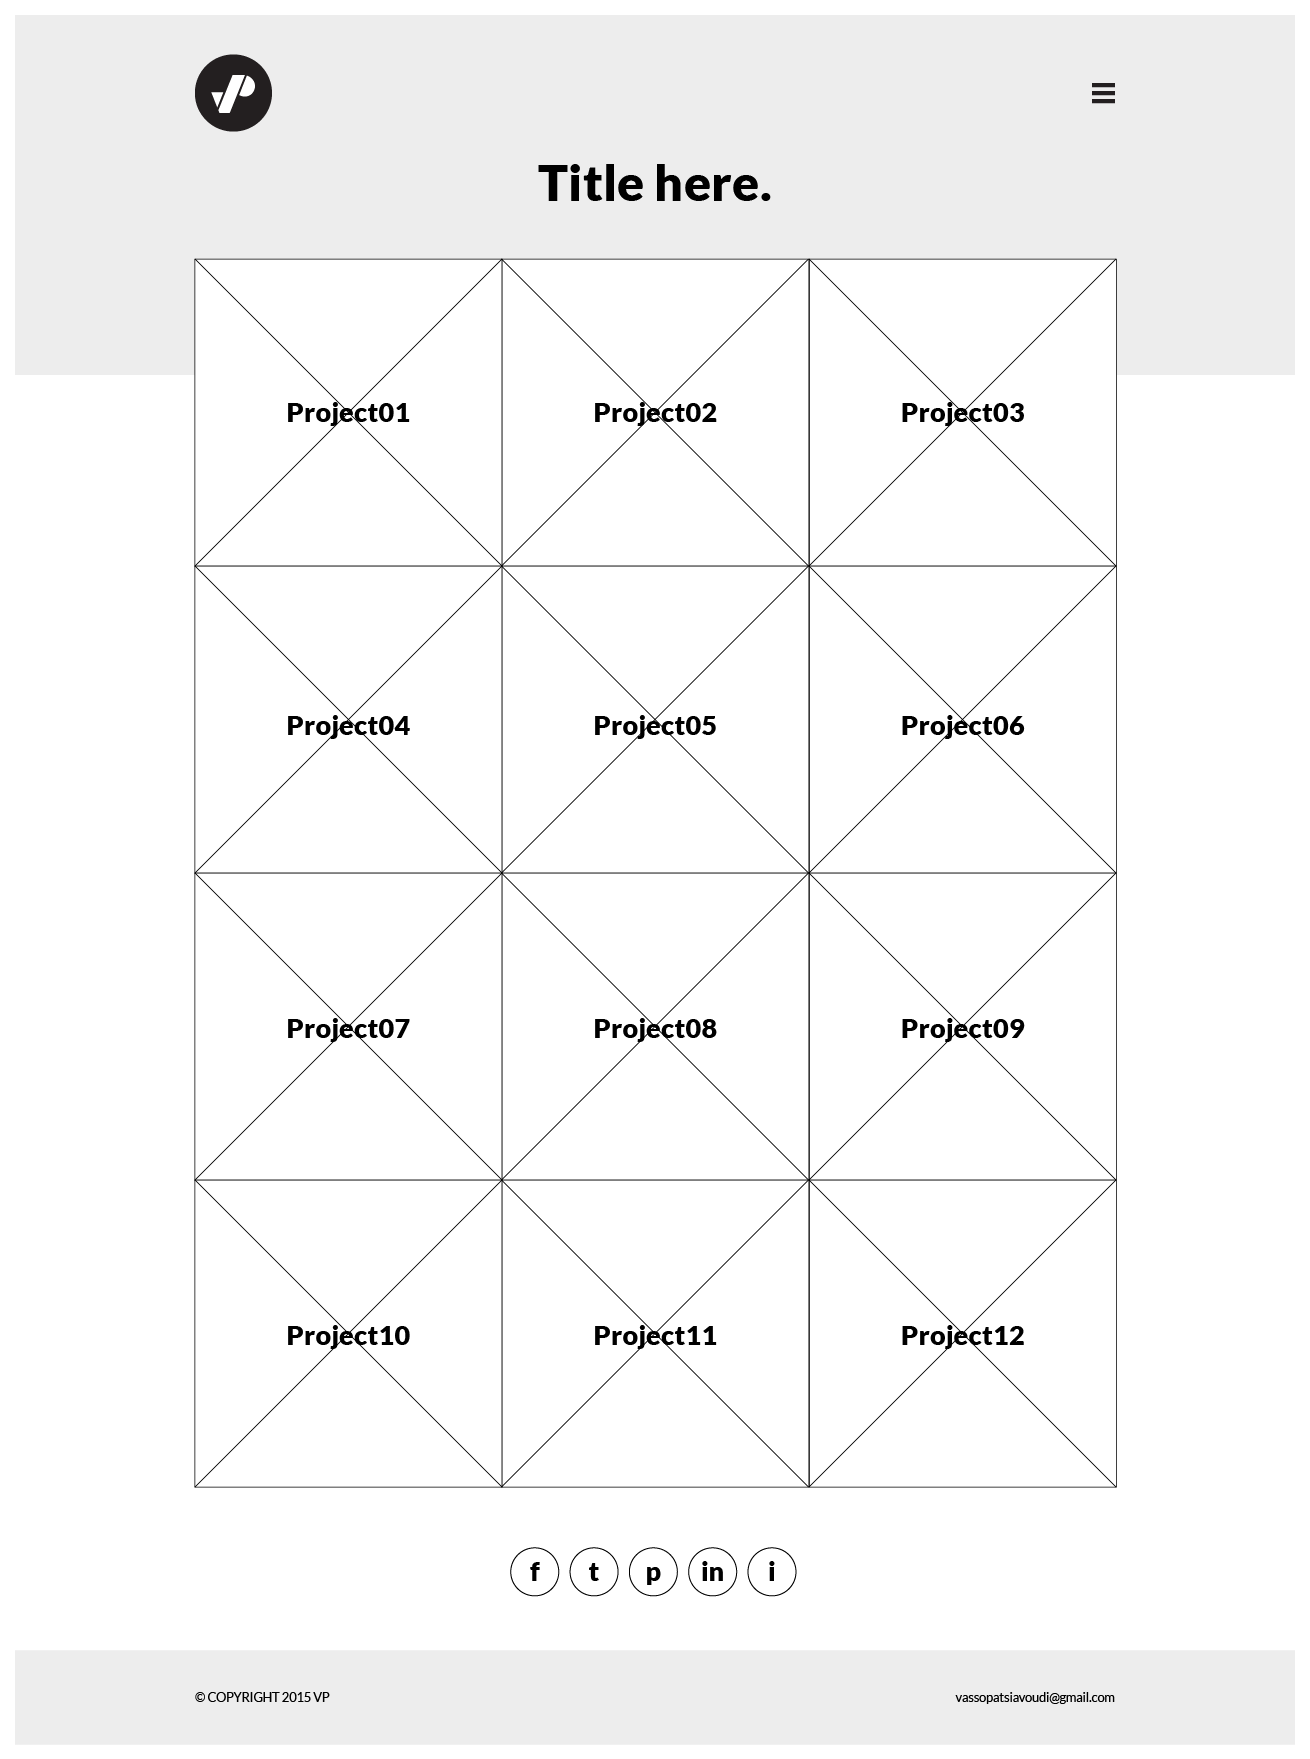 VP
Title here.
Project01 Project02 Project03
Project04 Project05 Project06
Project07 Project08 Project09
Project10 Project11 Project12
f t p in i
© COPYRIGHT 2015 VP vassopatsiavoudi@gmail.com